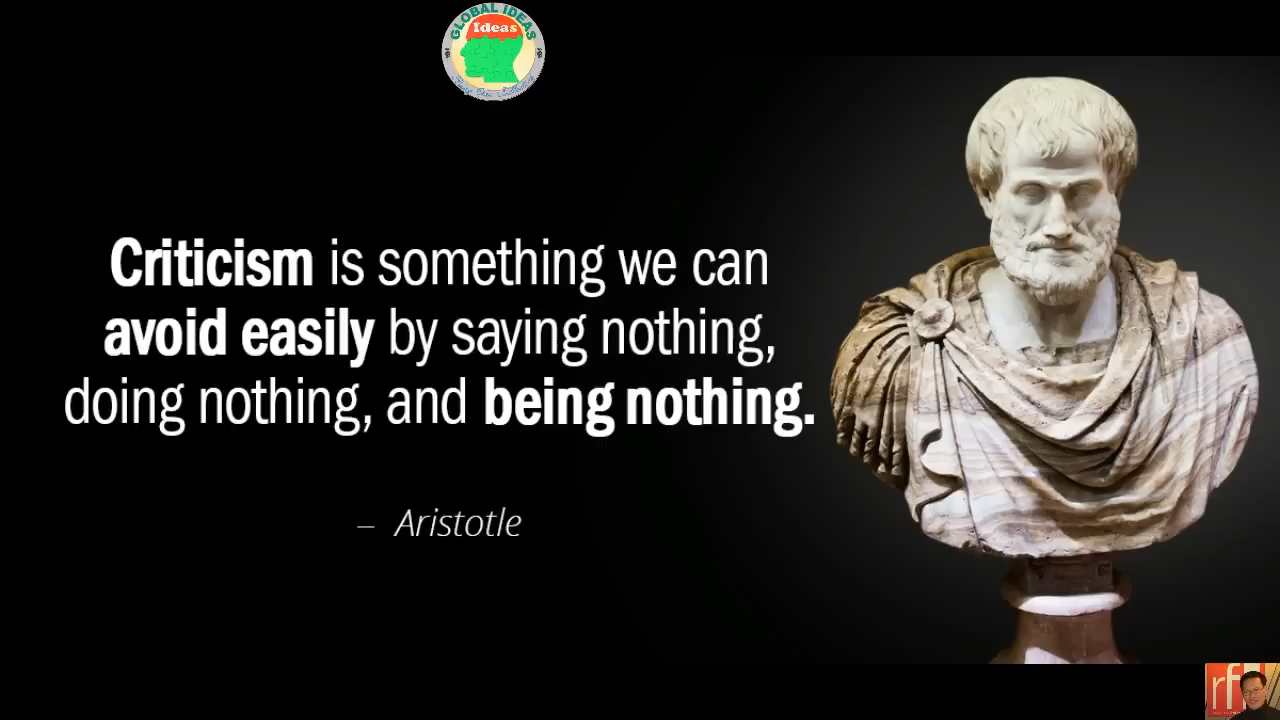 GLOBAL IDEAS
Ideas
Criticism is something we can
avoid easily by saying nothing,
doing nothing, and being nothing.
– Aristotle
rf